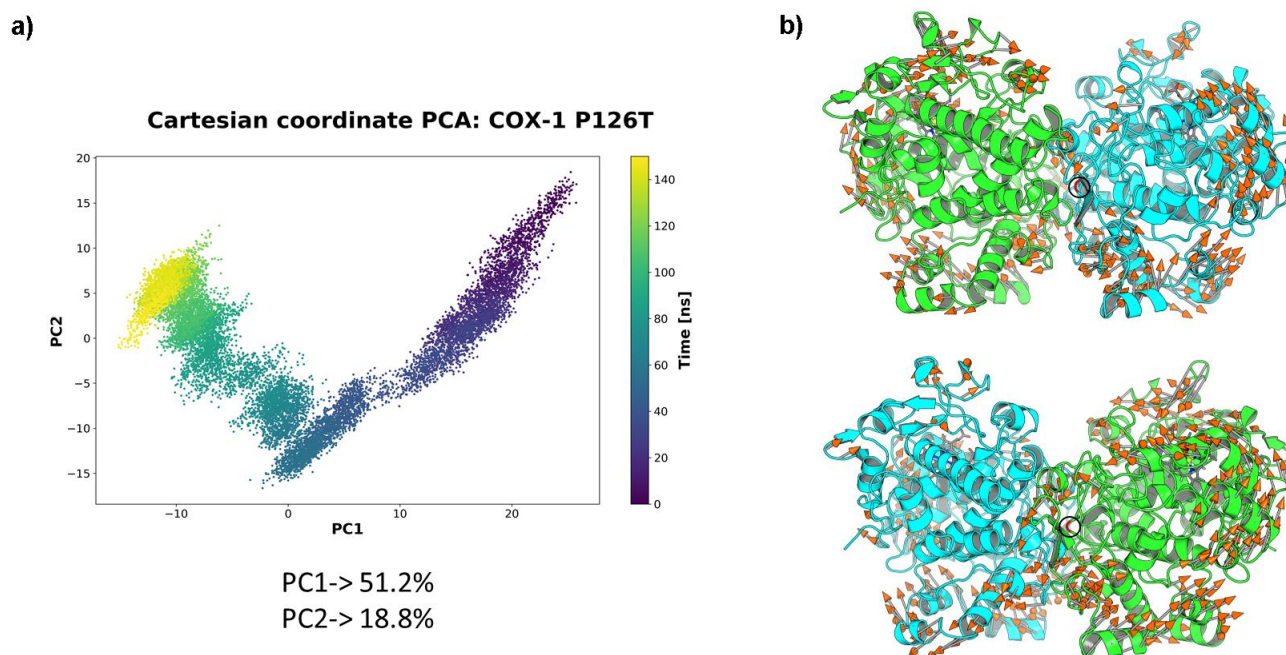 a)
b)
Cartesian coordinate PCA: COX-1 P126T
20
15
10
5
0
−5
−10
−15
PC2
−10
0
10
20
PC1
140
120
100
80
60
40
20
0
Time [ns]
PC1-> 51.2%
PC2-> 18.8%